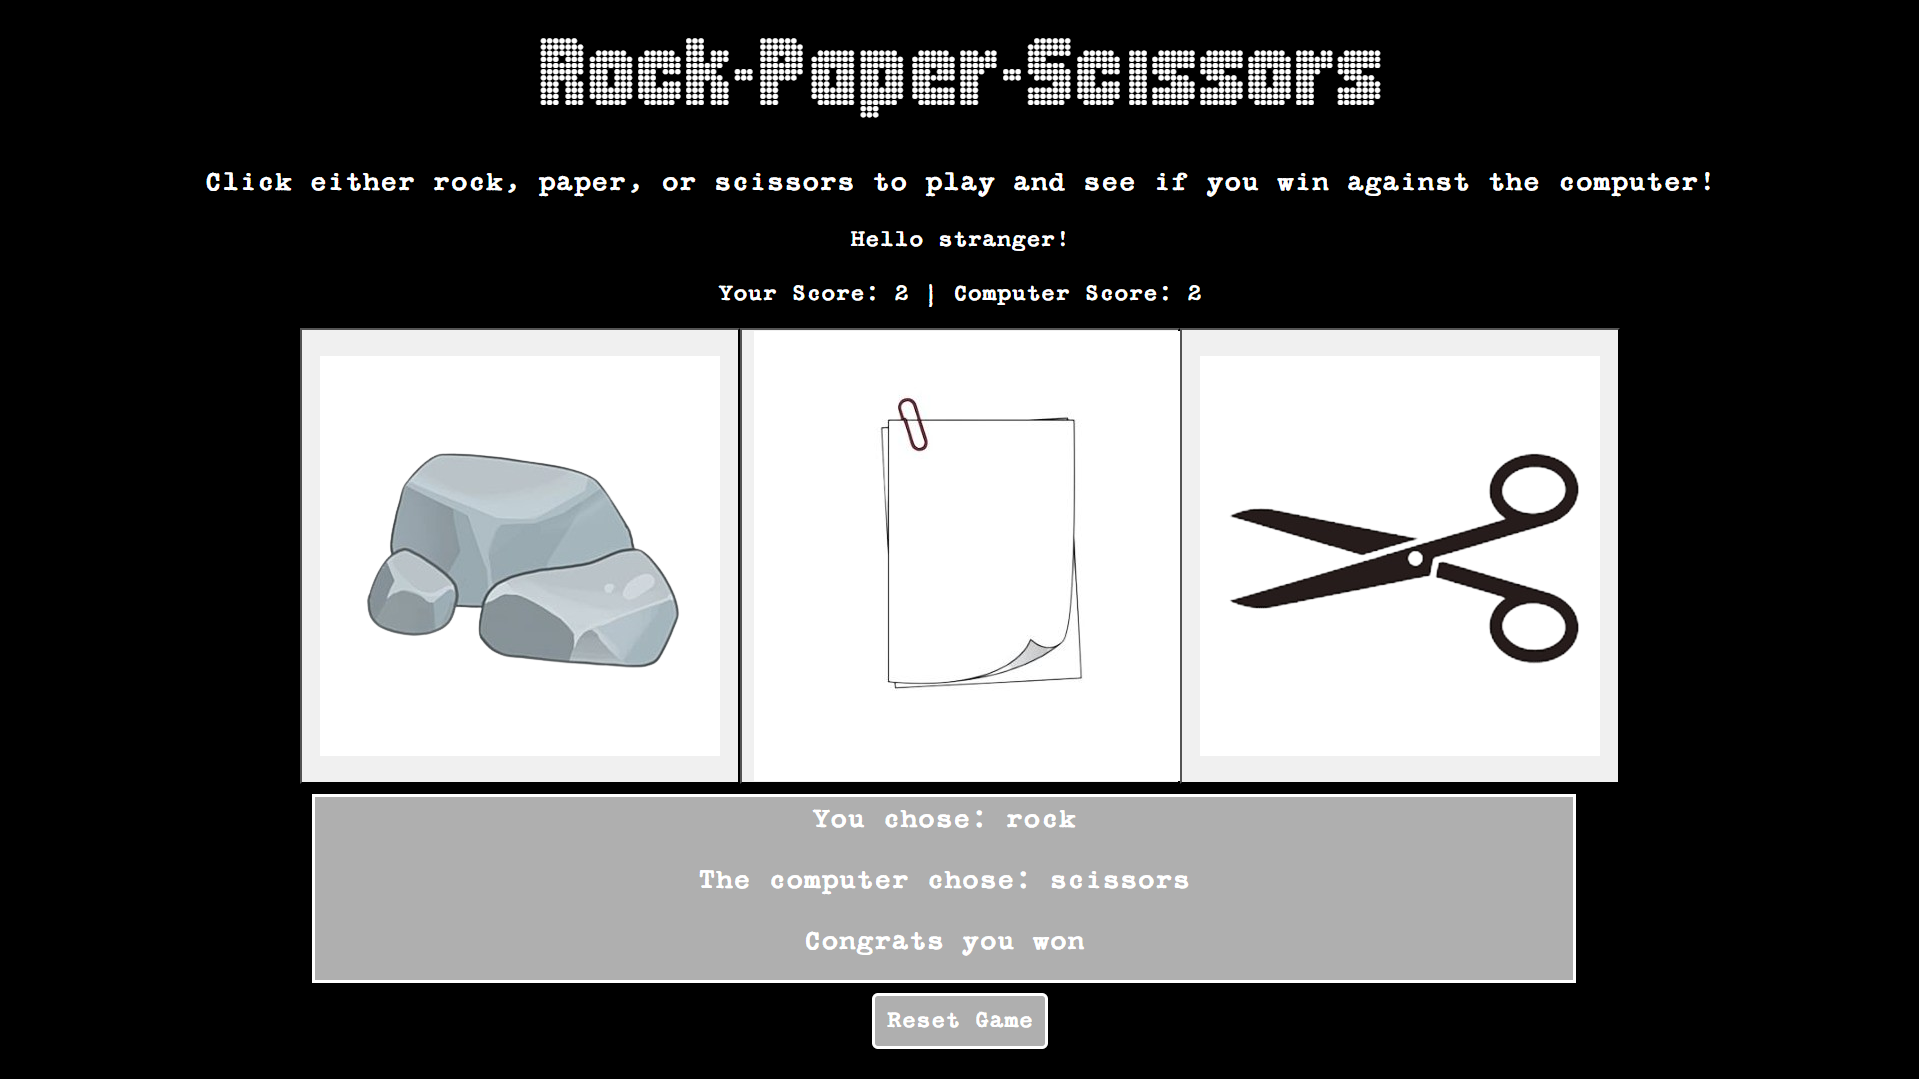 Rock-Paper-Scissors
Click either rock, paper, or scissors to play and see if you win against the computer!
Hello stranger!
Your Score: 2 | Computer Score: 2
You chose: rock
The computer chose: scissors
Congrats you won
Reset Game